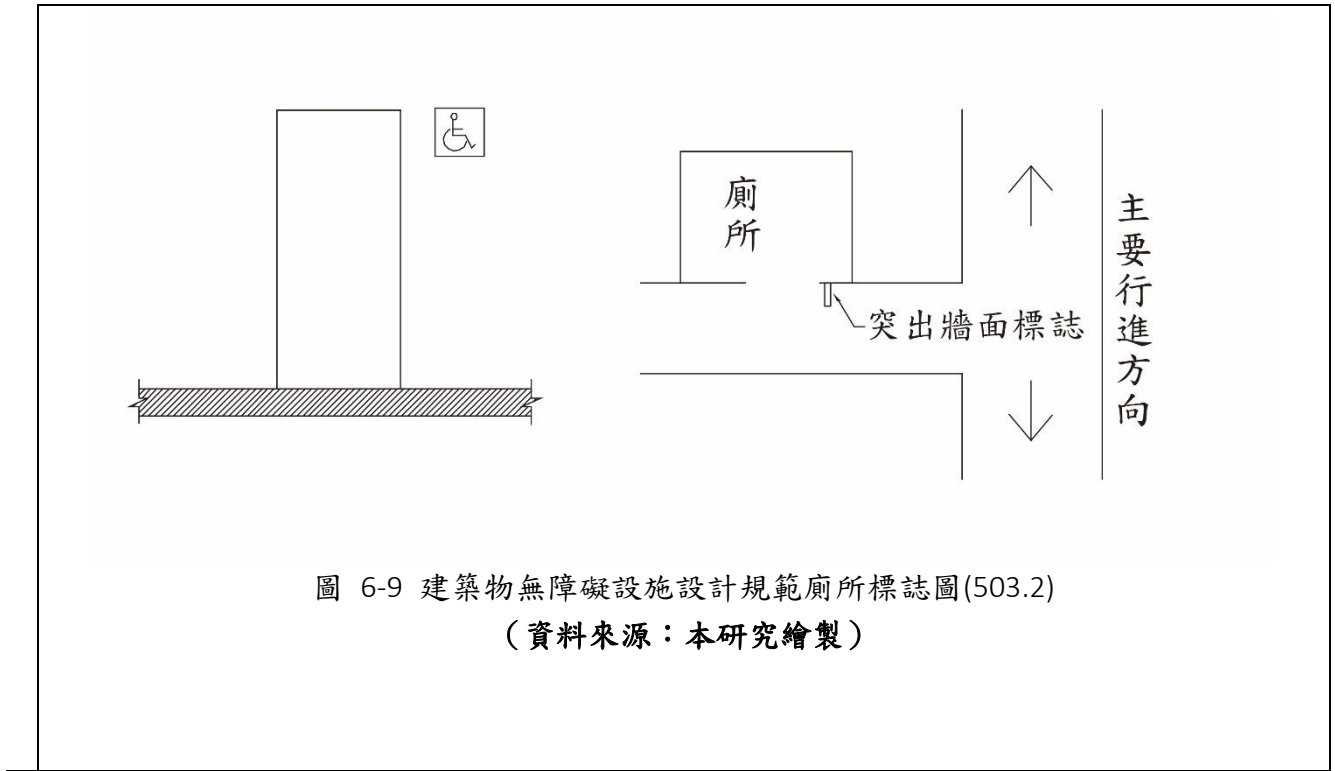 廁所
突出牆面標誌
主要行進方向
圖 6-9 建築物無障礙設施設計規範廁所標誌圖(503.2)
（資料來源：本研究繪製）